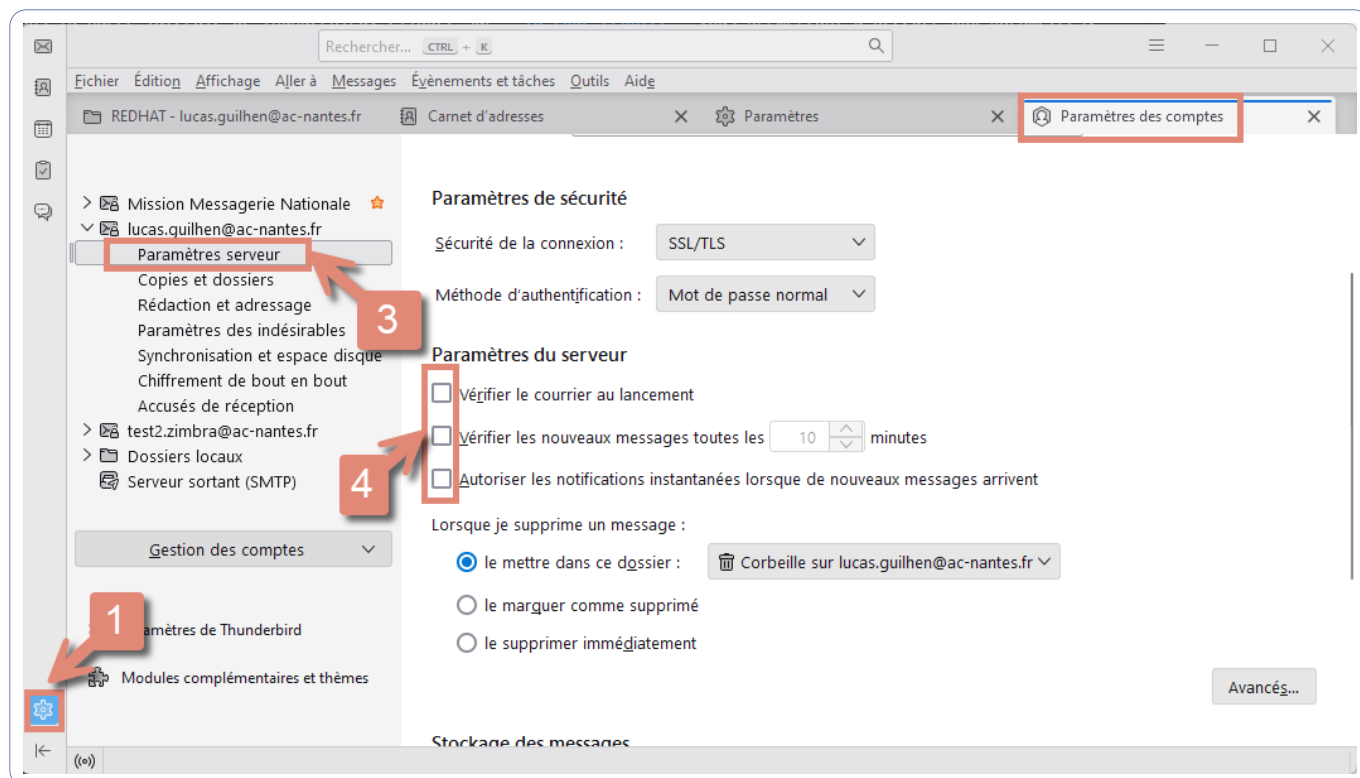 Rechercher... CTRL + K
Fichier Édition Affichage Aller à Messages Évènements et tâches Outils Aide
REDHAT - lucas.guilhen@ac-nantes.fr Carnet d'adresses Paramètres Paramètres des comptes
Mission Messagerie Nationale
lucas.guilhen@ac-nantes.fr
Paramètres serveur
Copies et dossiers
Rédaction et adressage
Paramètres des indésirables
Synchronisation et espace disque
Chiffrement de bout en bout
Accusés de réception
test2.zimbra@ac-nantes.fr
Dossiers locaux
Serveur sortant (SMTP)
Gestion des comptes
amètres de Thunderbird
Modules complémentaires et thèmes
1
3
4
Paramètres de sécurité
Sécurité de la connexion : SSL/TLS
Méthode d'authentification : Mot de passe normal
Paramètres du serveur
Vérifier le courrier au lancement
Vérifier les nouveaux messages toutes les 10 minutes
Autoriser les notifications instantanées lorsque de nouveaux messages arrivent
Lorsque je supprime un message :
le mettre dans ce dossier : Corbeille sur lucas.guilhen@ac-nantes.fr
le marquer comme supprimé
le supprimer immédiatement
Avancés...
Stockage des messages